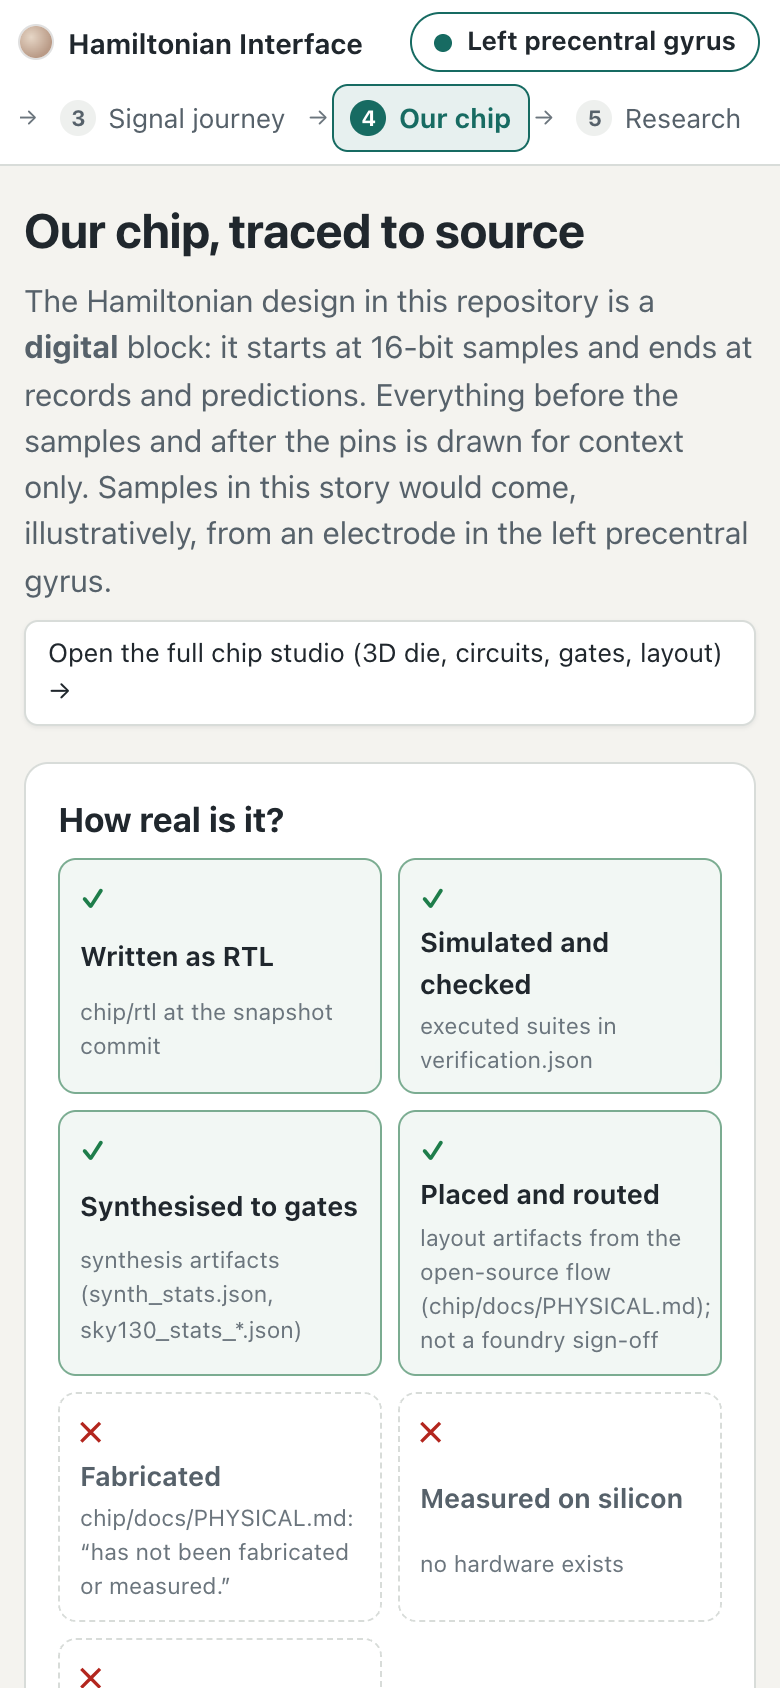 Hamiltonian Interface
Left precentral gyrus
→ 3 Signal journey → 4 Our chip → 5 Research
Our chip, traced to source
The Hamiltonian design in this repository is a
digital block: it starts at 16-bit samples and ends at
records and predictions. Everything before the
samples and after the pins is drawn for context
only. Samples in this story would come,
illustratively, from an electrode in the left precentral
gyrus.
Open the full chip studio (3D die, circuits, gates, layout)
→
How real is it?
✓
Written as RTL
chip/rtl at the snapshot
commit
✓
Simulated and
checked
executed suites in
verification.json
✓
Synthesised to gates
synthesis artifacts
(synth_stats.json,
sky130_stats_*.json)
✓
Placed and routed
layout artifacts from the
open-source flow
(chip/docs/PHYSICAL.md);
not a foundry sign-off
✕
Fabricated
chip/docs/PHYSICAL.md:
“has not been fabricated
or measured.”
✕
Measured on silicon
no hardware exists
✕